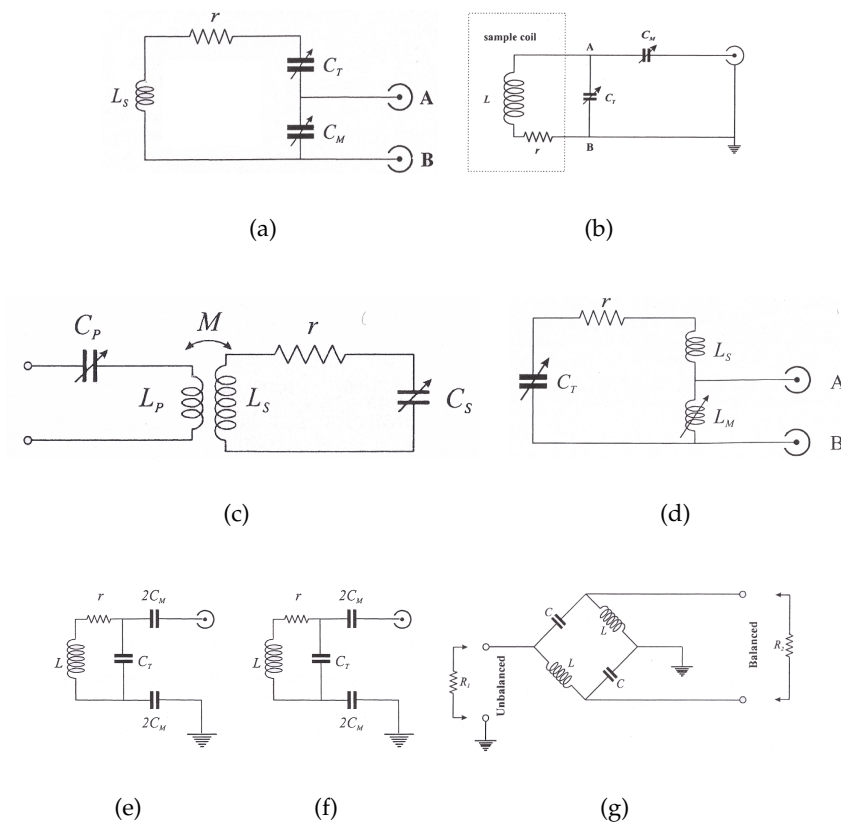 r
C_T
L_S
A
C_M
B
(a)
sample coil
A
C_M
L
C_T
r
B
(b)
C_P
M
r
L_P
L_S
C_S
(c)
r
C_T
L_S
A
L_M
B
(d)
r
2C_M
L
C_T
2C_M
(e)
r
2C_M
L
C_T
2C_M
(f)
C
L
R_1
Unbalanced
L
C
Balanced
R_2
(g)